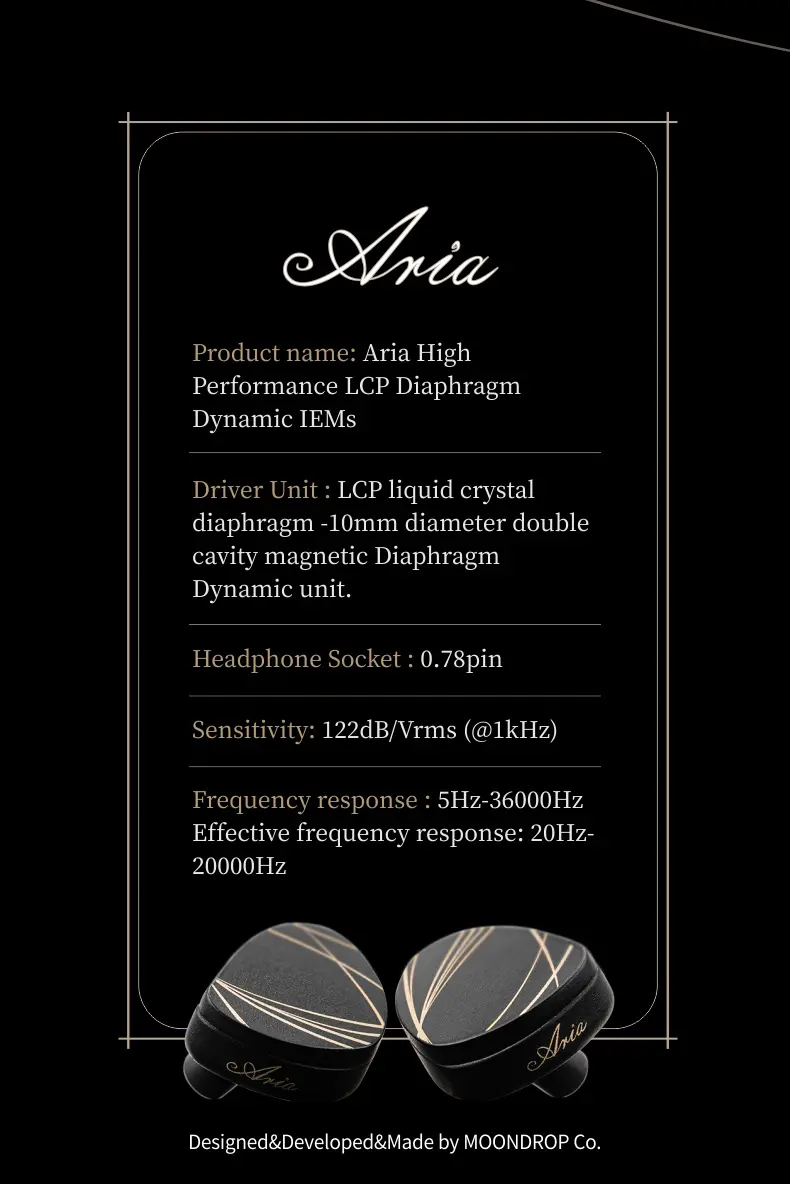 Aria
Product name: Aria High
Performance LCP Diaphragm
Dynamic IEMs
Driver Unit : LCP liquid crystal
diaphragm -10mm diameter double
cavity magnetic Diaphragm
Dynamic unit.
Headphone Socket : 0.78pin
Sensitivity: 122dB/Vrms (@1kHz)
Frequency response : 5Hz-36000Hz
Effective frequency response: 20Hz-
20000Hz
Aria
Aria
Designed&Developed&Made by MOONDROP Co.